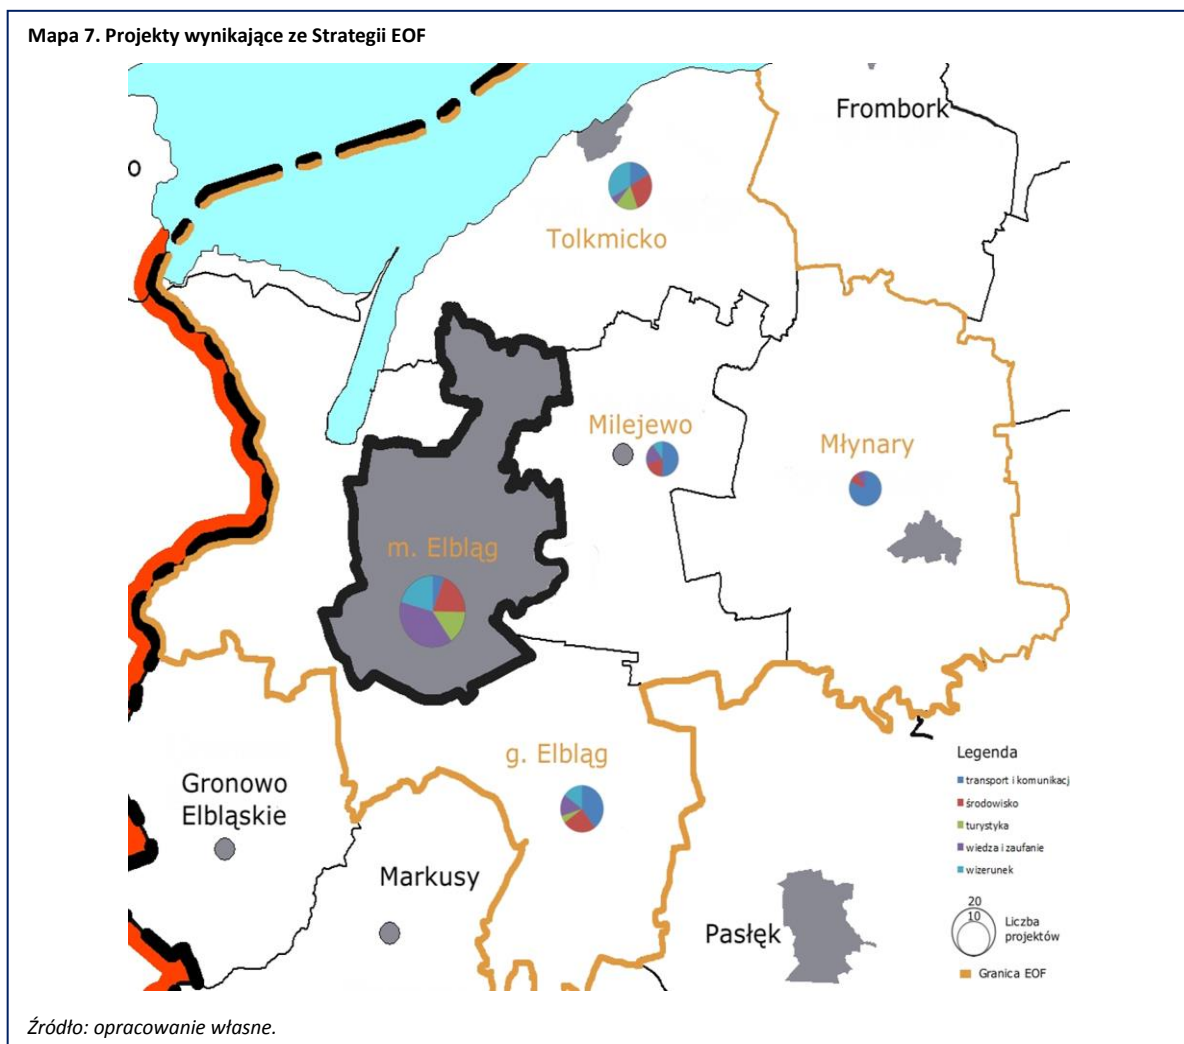 Mapa 7. Projekty wynikające ze Strategii EOF
Frombork
o
Tolkmicko
Milejewo
Młynary
m. Elbląg
g. Elbląg
Gronowo
Elbląskie
Markusy
Pasłęk
Legenda
transport i komunikacj
środowisko
turystyka
wiedza i zaufanie
wizerunek
20
10
Liczba
projektów
Granica EOF
Źródło: opracowanie własne.